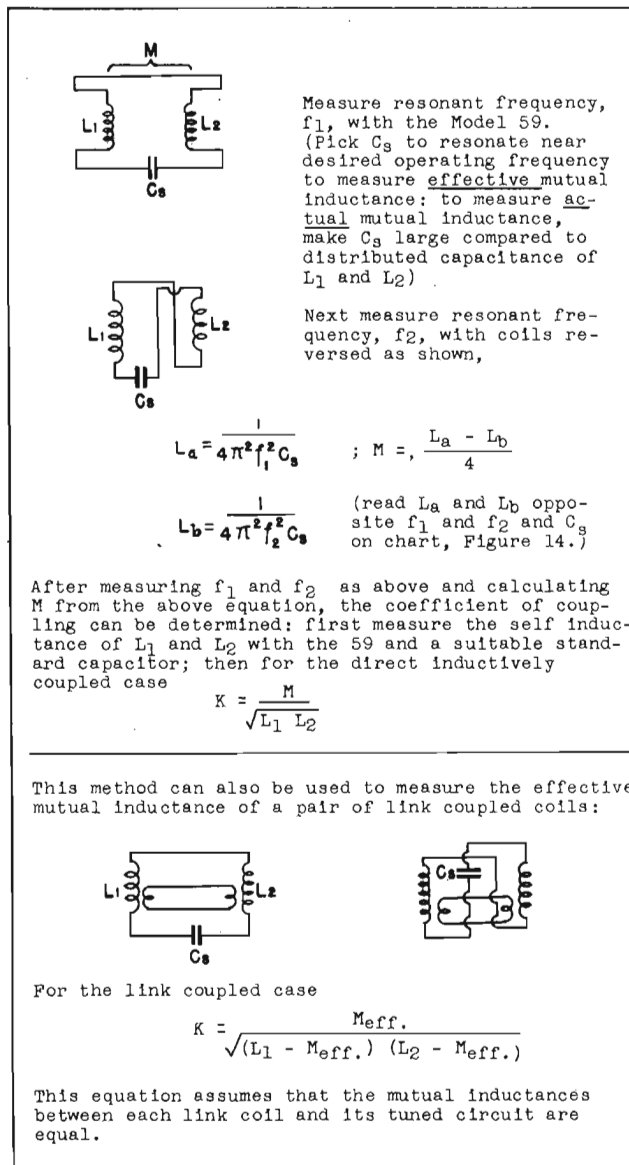 M
L1
L2
Cs
Measure resonant frequency,
f1, with the Model 59.
(Pick Cs to resonate near
desired operating frequency
to measure effective mutual
inductance: to measure ac-
tual mutual inductance,
make Cs large compared to
distributed capacitance of
L1 and L2)
L1
L2
Cs
Next measure resonant fre-
quency, f2, with coils re-
versed as shown,
La = 1 / 4π²f1²Cs ; M =, La - Lb / 4
Lb = 1 / 4π²f2²Cs
(read La and Lb oppo-
site f1 and f2 and Cs
on chart, Figure 14.)
After measuring f1 and f2 as above and calculating
M from the above equation, the coefficient of coup-
ling can be determined: first measure the self induc-
tance of L1 and L2 with the 59 and a suitable stand-
ard capacitor; then for the direct inductively
coupled case
K = M / √L1 L2
This method can also be used to measure the effective
mutual inductance of a pair of link coupled coils:
L1
L2
Cs
Cs
For the link coupled case
K = Meff. / √(L1 - Meff.) (L2 - Meff.)
This equation assumes that the mutual inductances
between each link coil and its tuned circuit are
equal.